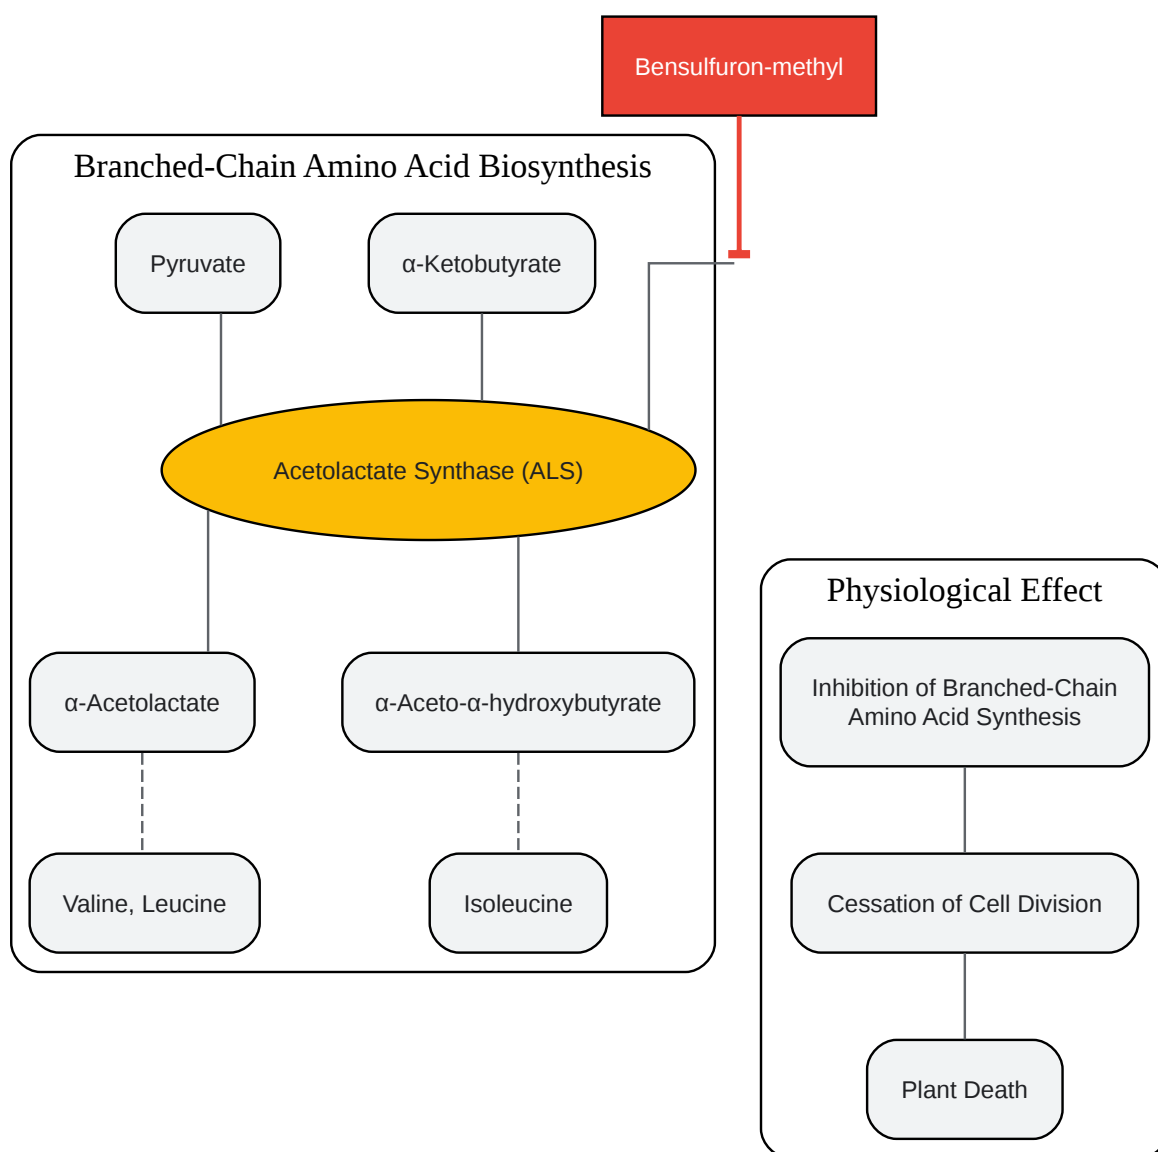 Bensulfuron-methyl
Branched-Chain Amino Acid Biosynthesis
Pyruvate
α-Ketobutyrate
Acetolactate Synthase (ALS)
α-Acetolactate
α-Aceto-α-hydroxybutyrate
Valine, Leucine
Isoleucine
Physiological Effect
Inhibition of Branched-Chain
Amino Acid Synthesis
Cessation of Cell Division
Plant Death